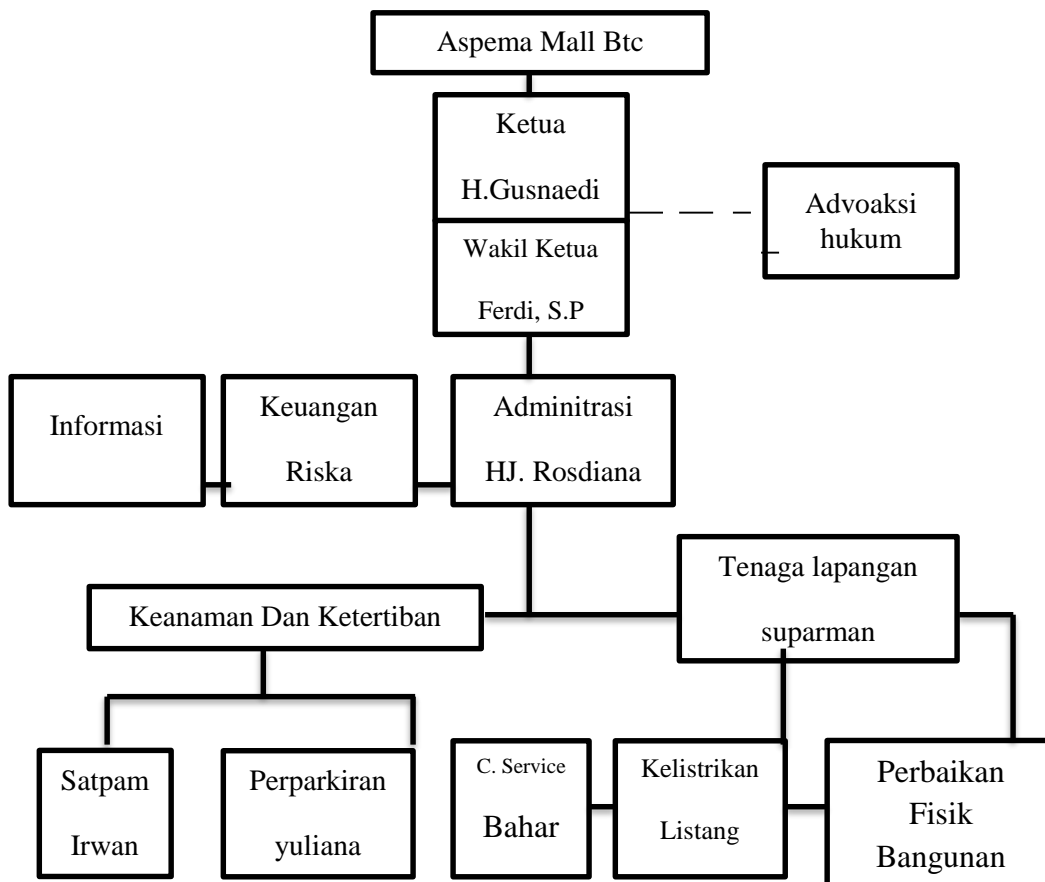 Aspema Mall Btc
Ketua
H.Gusnaedi
Wakil Ketua
Ferdi, S.P
Advoaksi
hukum
Informasi
Keuangan
Riska
Adminitrasi
HJ. Rosdiana
Tenaga lapangan
suparman
Keanaman Dan Ketertiban
Satpam
Irwan
Perparkiran
yuliana
C. Service
Bahar
Kelistrikan
Listang
Perbaikan
Fisik
Bangunan